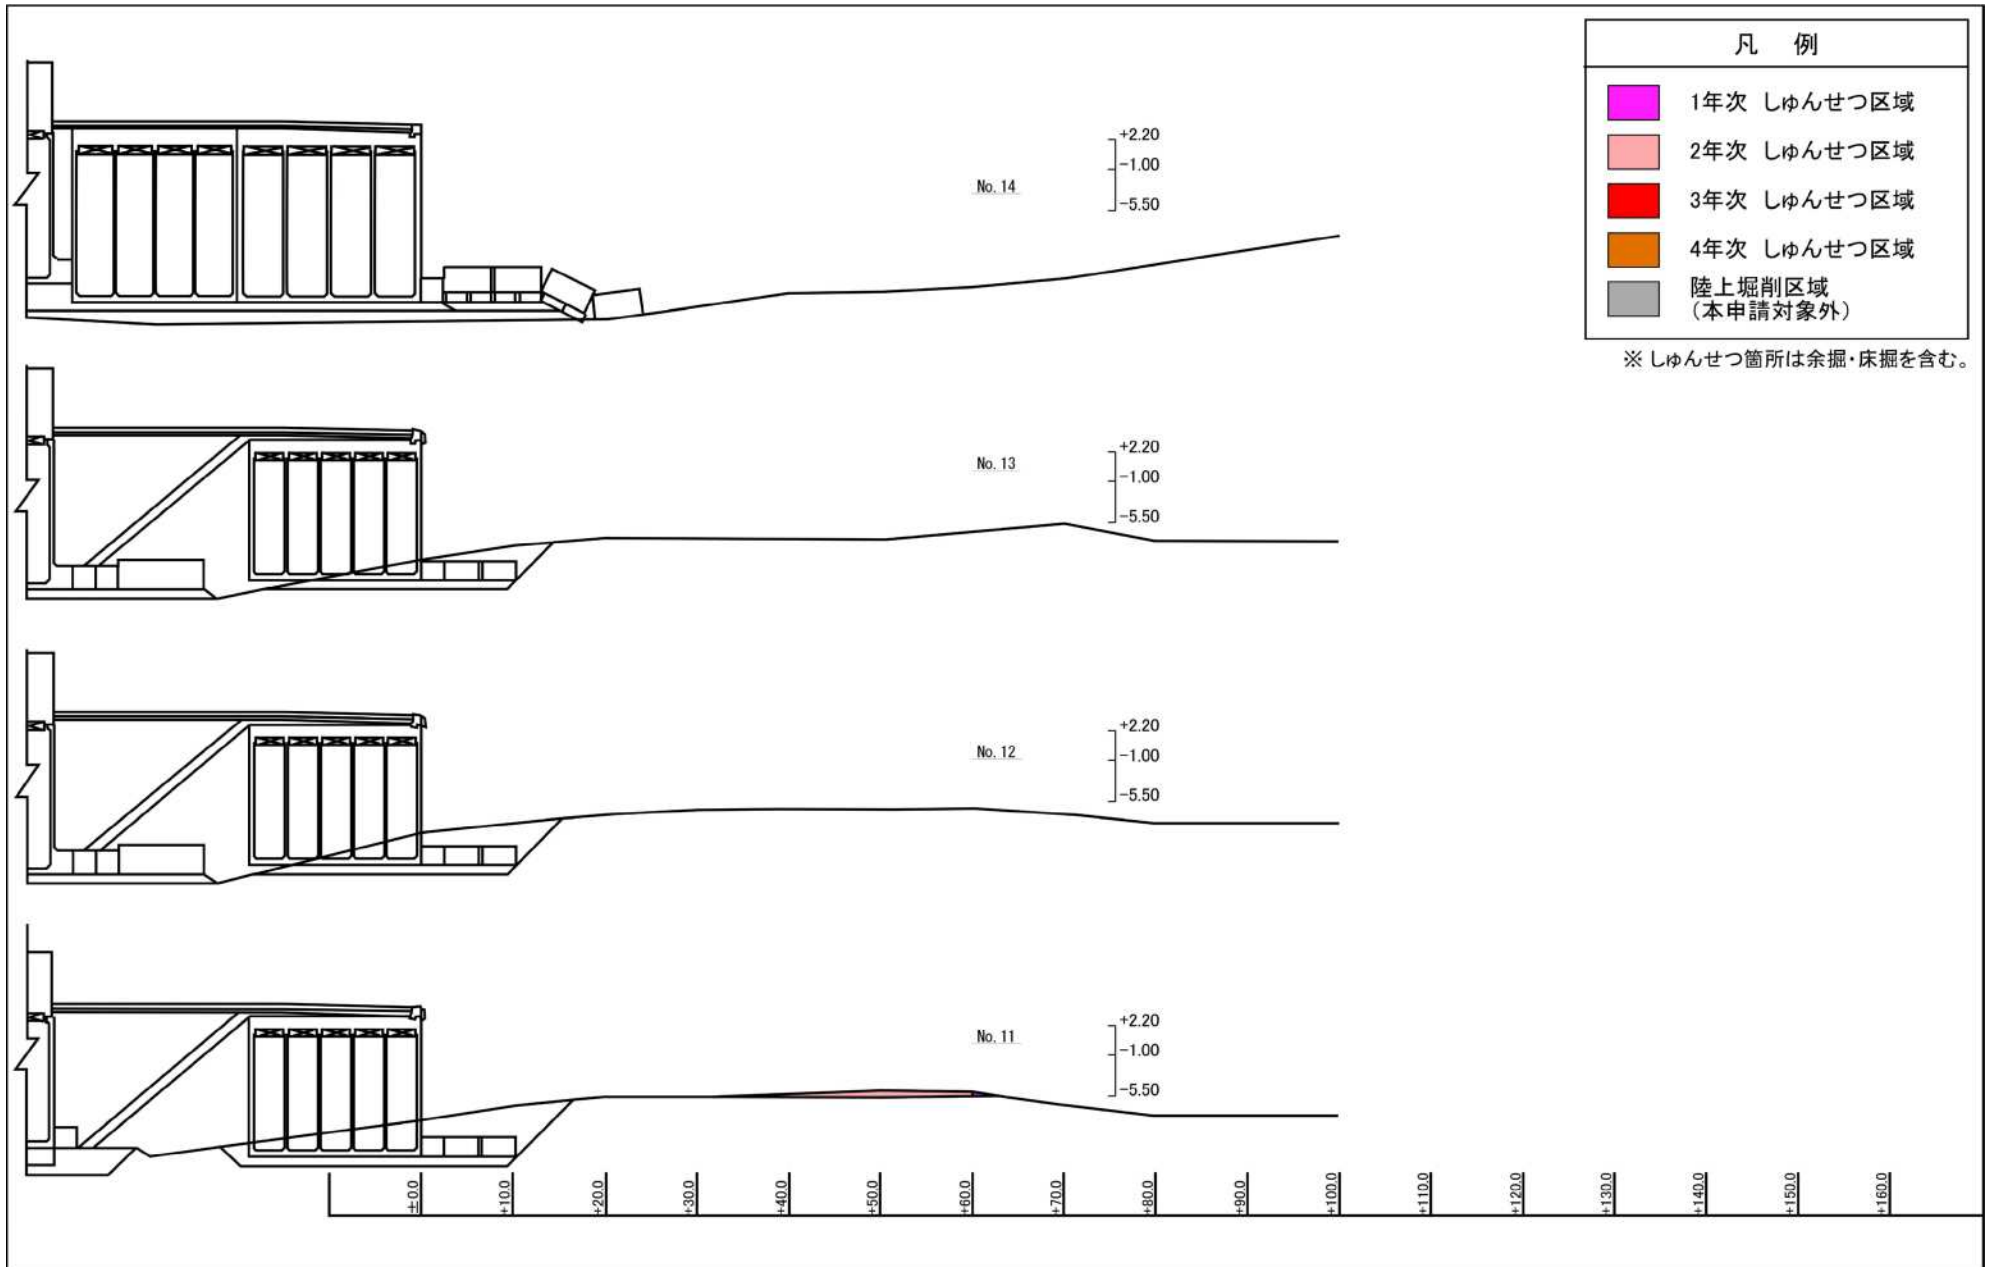 凡 例
1年次 しゅんせつ区域
2年次 しゅんせつ区域
3年次 しゅんせつ区域
4年次 しゅんせつ区域
陸上堀削区域
（本申請対象外）
※ しゅんせつ箇所は余掘・床掘を含む。
No. 14
+2.20
-1.00
-5.50
No. 13
+2.20
-1.00
-5.50
No. 12
+2.20
-1.00
-5.50
No. 11
+2.20
-1.00
-5.50
±0.0
+10.0
+20.0
+30.0
+40.0
+50.0
+60.0
+70.0
+80.0
+90.0
+100.0
+110.0
+120.0
+130.0
+140.0
+150.0
+160.0